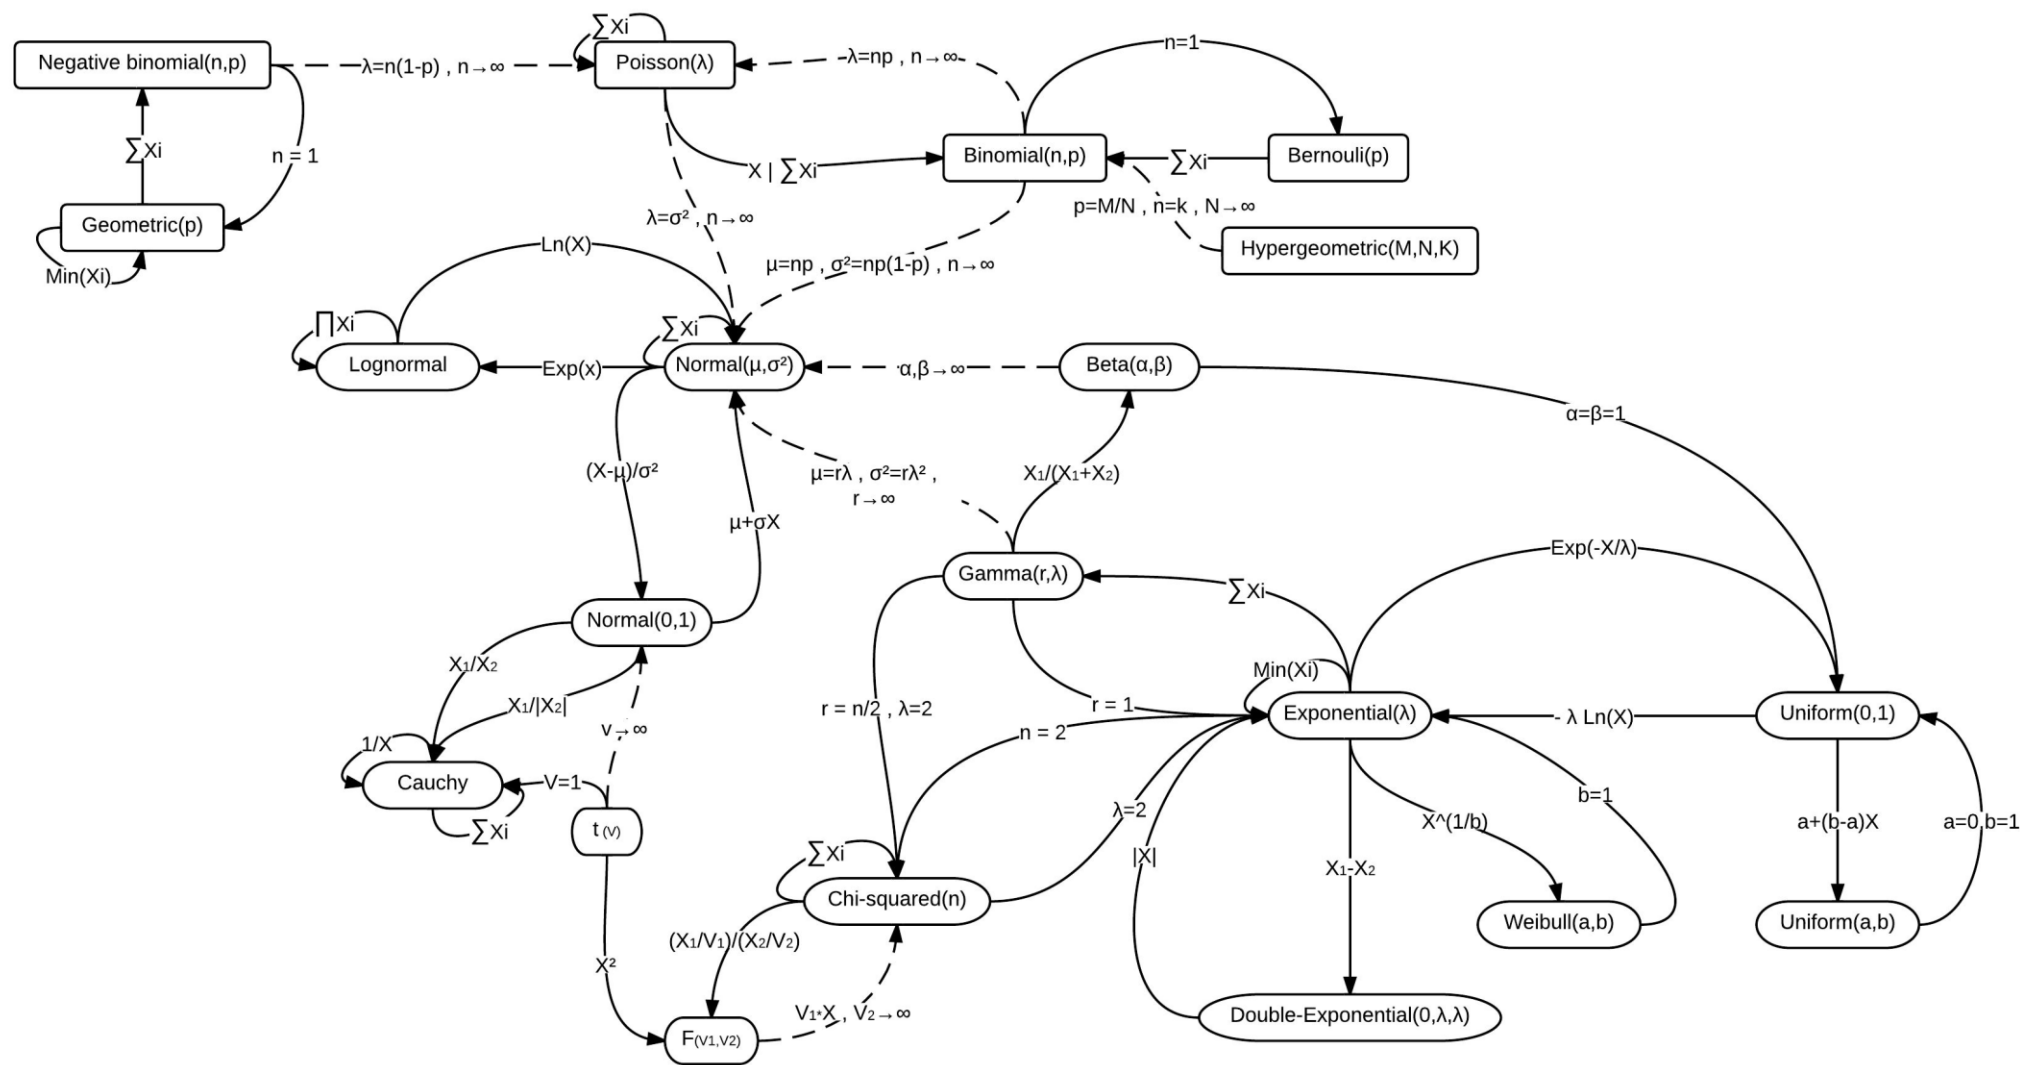 ∑Xi
Negative binomial(n,p)
λ=n(1-p) , n→∞
Poisson(λ)
λ=np , n→∞
n=1
∑Xi
n = 1
X | ∑Xi
Binomial(n,p)
∑Xi
Bernouli(p)
Geometric(p)
λ=σ² , n→∞
p=M/N , n=k , N→∞
Min(Xi)
Ln(X)
μ=np , σ²=np(1-p) , n→∞
Hypergeometric(M,N,K)
∏Xi
∑Xi
Lognormal
Exp(x)
Normal(μ,σ²)
α,β→∞
Beta(α,β)
α=β=1
(X-μ)/σ²
μ=rλ , σ²=rλ² ,
r→∞
X1/(X1+X2)
μ+σX
Exp(-X/λ)
Gamma(r,λ)
∑Xi
Normal(0,1)
X1/X2
Min(Xi)
X1/|X2|
r = n/2 , λ=2
r = 1
Exponential(λ)
- λ Ln(X)
Uniform(0,1)
v→∞
n = 2
1/X
Cauchy
V=1
∑Xi
t (V)
λ=2
X^(1/b)
b=1
a+(b-a)X
a=0,b=1
∑Xi
|X|
X1-X2
Chi-squared(n)
Weibull(a,b)
Uniform(a,b)
(X1/V1)/(X2/V2)
X²
V1*X , V2→∞
Double-Exponential(0,λ,λ)
F(V1,V2)